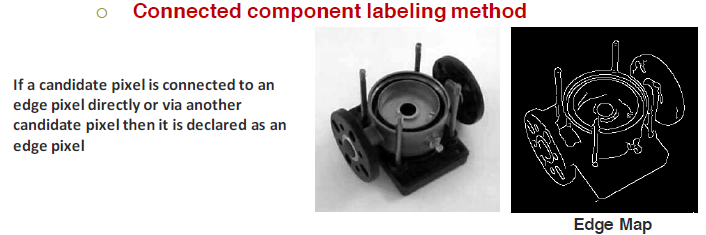 Connected component labeling method
If a candidate pixel is connected to an
edge pixel directly or via another
candidate pixel then it is declared as an
edge pixel
Edge Map